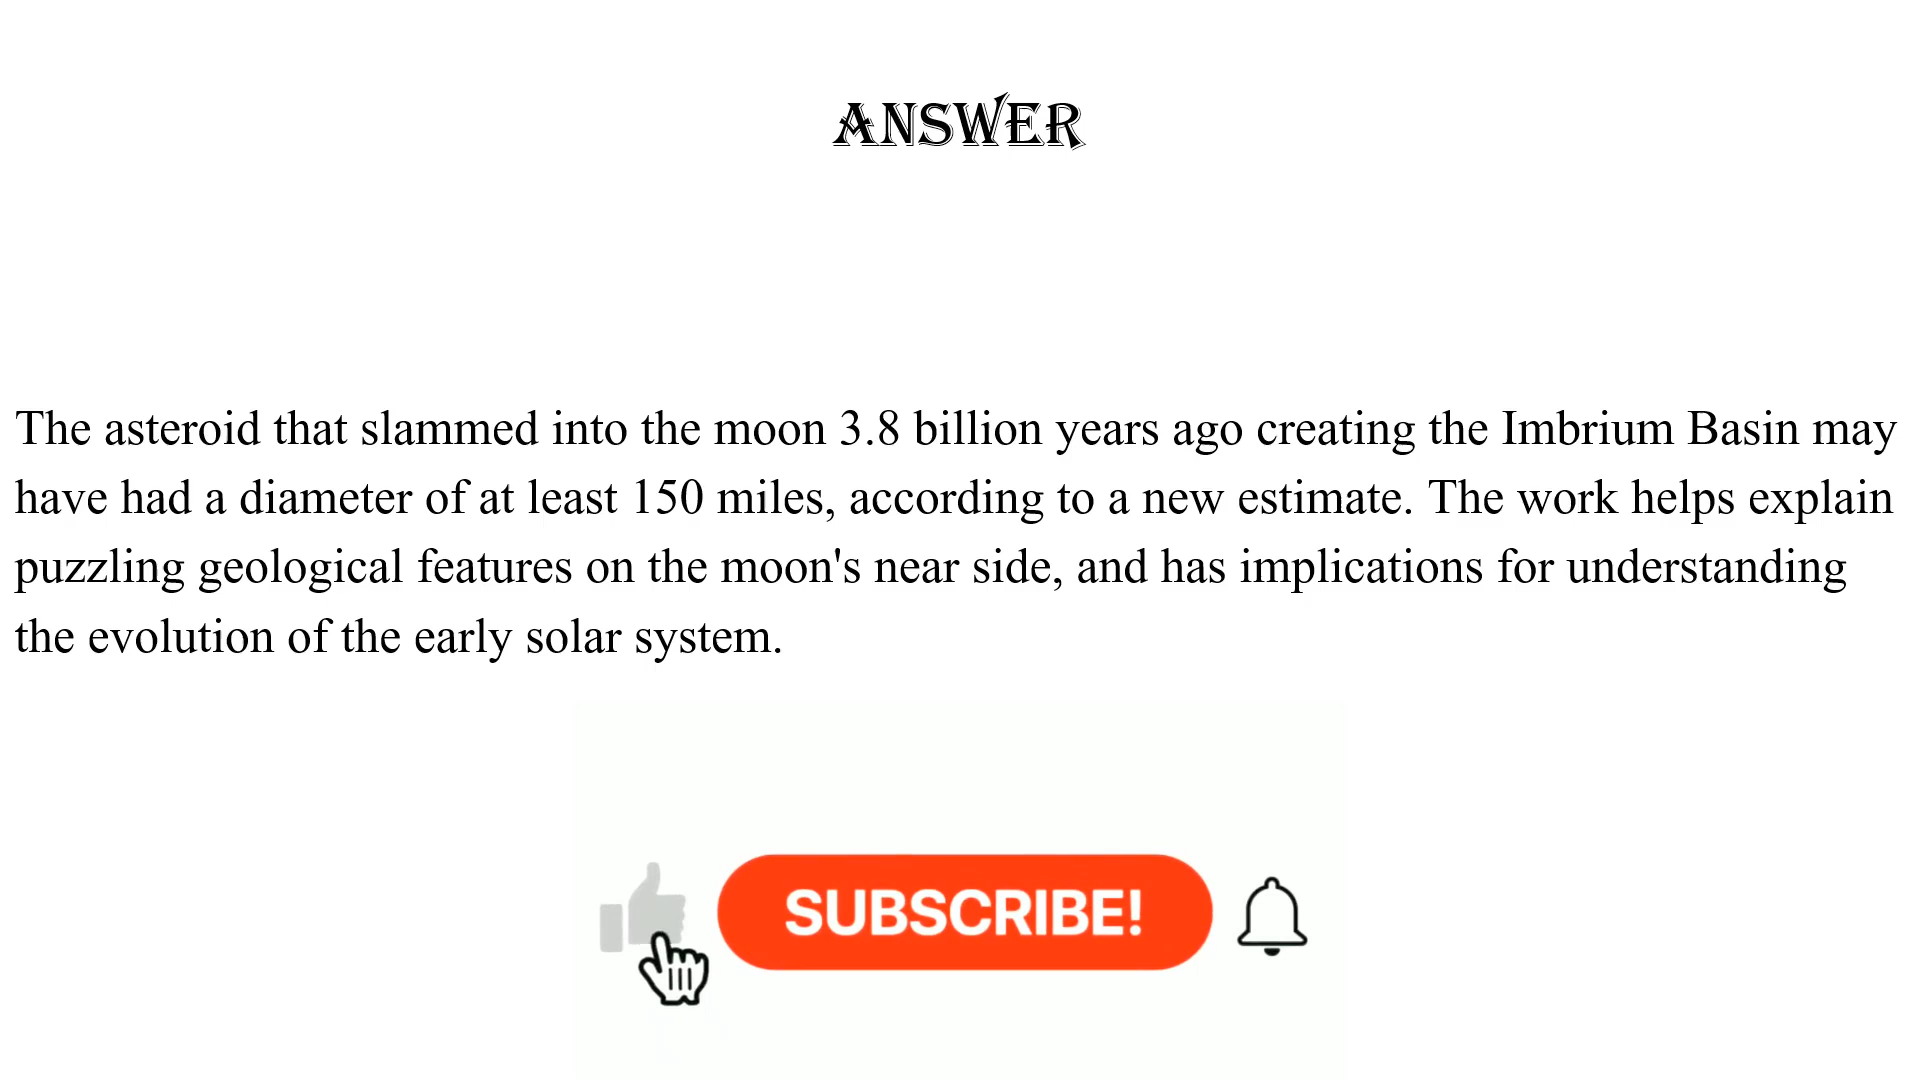 ANSWER
The asteroid that slammed into the moon 3.8 billion years ago creating the Imbrium Basin may
have had a diameter of at least 150 miles, according to a new estimate. The work helps explain
puzzling geological features on the moon's near side, and has implications for understanding
the evolution of the early solar system.
SUBSCRIBE!